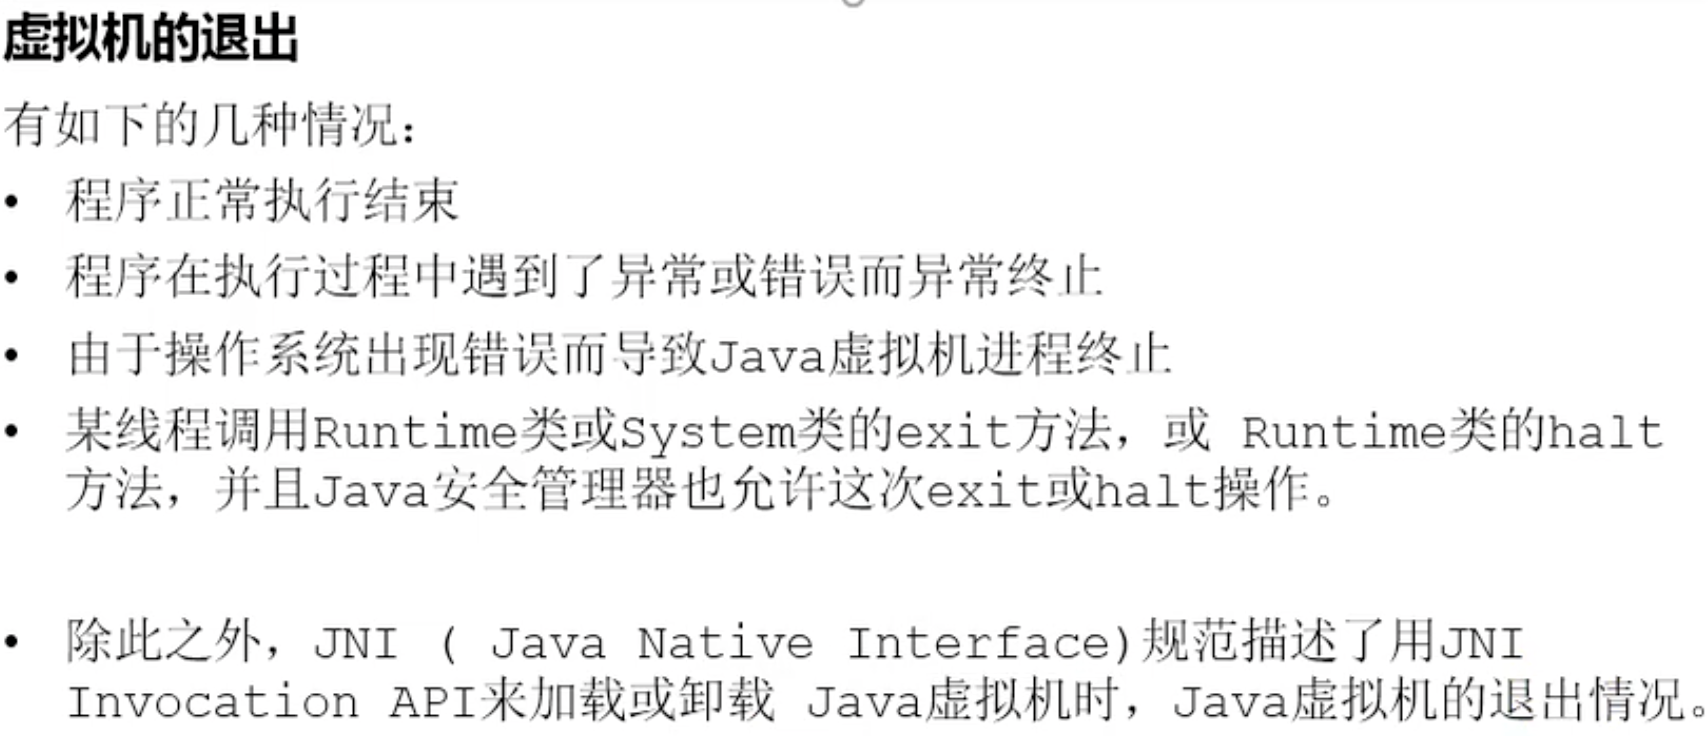 虚拟机的退出
有如下的几种情况：
• 程序正常执行结束
• 程序在执行过程中遇到了异常或错误而异常终止
• 由于操作系统出现错误而导致Java虚拟机进程终止
• 某线程调用Runtime类或System类的exit方法，或 Runtime类的halt
方法，并且Java安全管理器也允许这次exit或halt操作。
• 除此之外，JNI ( Java Native Interface)规范描述了用JNI
Invocation API来加载或卸载 Java虚拟机时，Java虚拟机的退出情况。